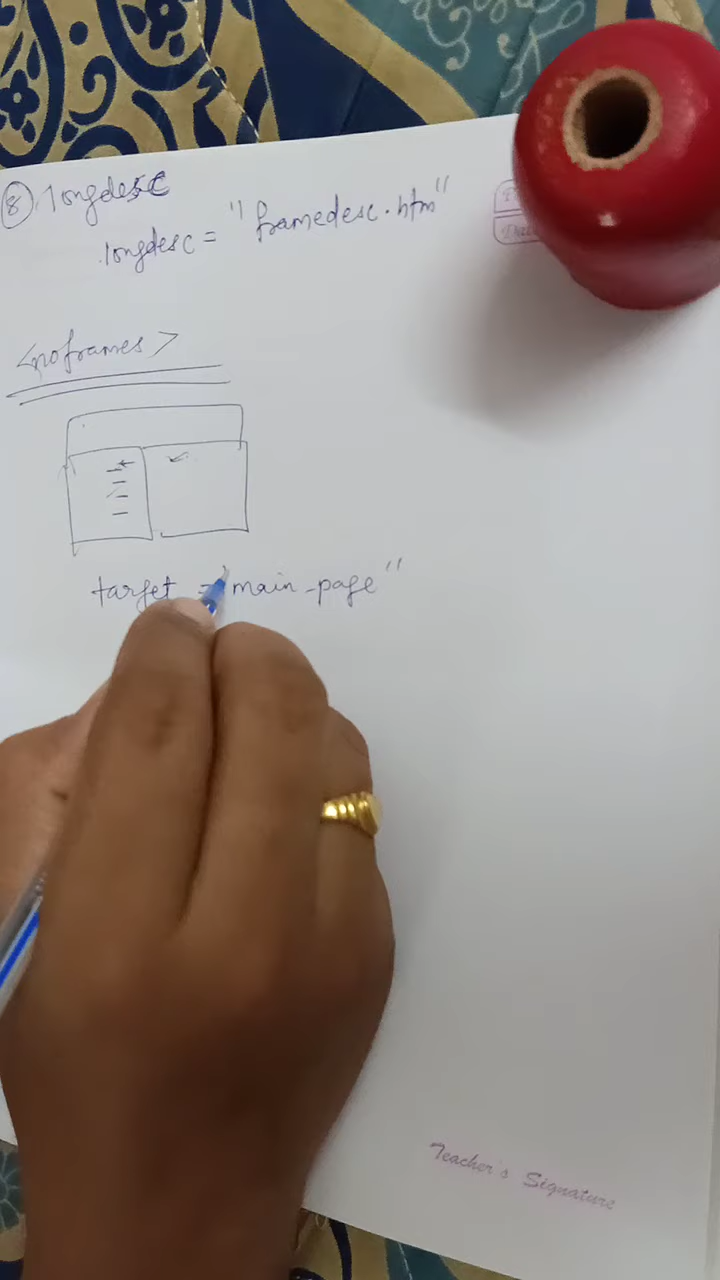 8. longdesc
longdesc = "framedesc.htm"
<noframes>
target = "main-page"
Teacher's Signature